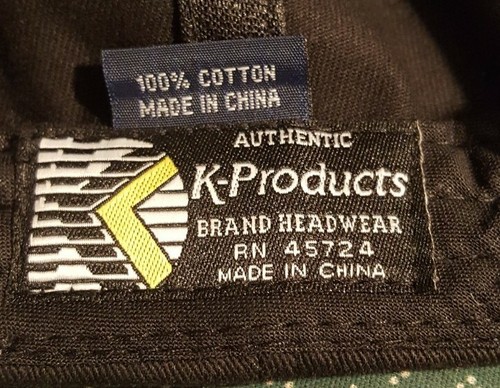 100% COTTON
MADE IN CHINA
AUTHENTIC
K-Products
BRAND HEADWEAR
RN 45724
MADE IN CHINA